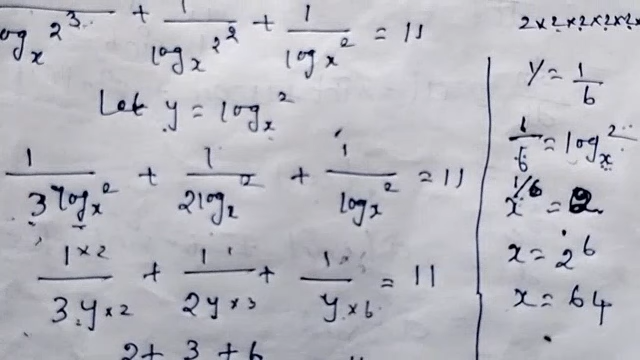 1/(log_x 2^3) + 1/(log_x 2^2) + 1/(log_x 2) = 11
Let y = log_x 2
1/(3 log_x 2) + 1/(2 log_x 2) + 1/(log_x 2) = 11
1×2/(3y×2) + 1/(2y×3) + 1/(y×6) = 11
2 + 3 + 6
2×2×2×2×2×2
y = 1/6
1/6 = log_x 2
x^1/6 = 2
x = 2^6
x = 64